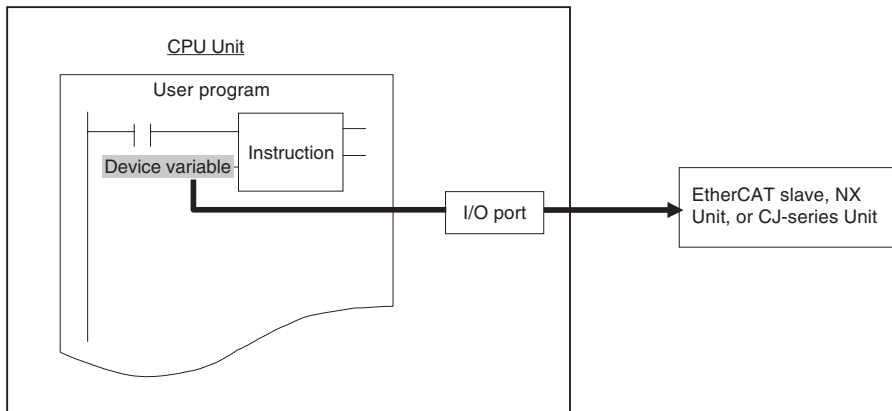 CPU Unit
User program
Instruction
Device variable
I/O port
EtherCAT slave, NX
Unit, or CJ-series Unit